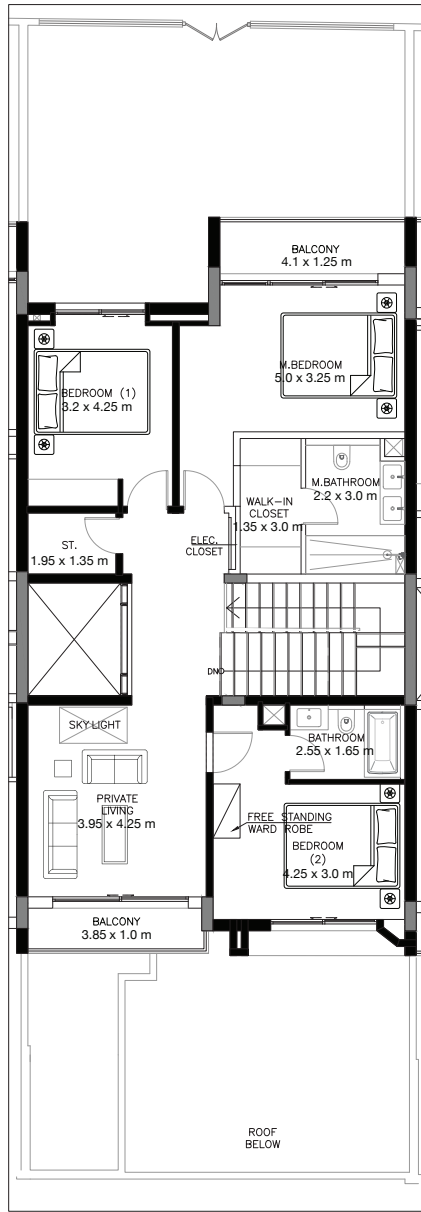 BALCONY
4.1 x 1.25 m
M.BEDROOM
5.0 x 3.25 m
BEDROOM (1)
3.2 x 4.25 m
M.BATHROOM
2.2 x 3.0 m
WALK-IN
CLOSET
1.35 x 3.0 m
ELEC.
CLOSET
ST.
1.95 x 1.35 m
DN
SKYLIGHT
BATHROOM
2.55 x 1.65 m
PRIVATE
LIVING
3.95 x 4.25 m
FREE STANDING
WARD ROBE
BEDROOM
(2)
4.25 x 3.0 m
BALCONY
3.85 x 1.0 m
ROOF
BELOW